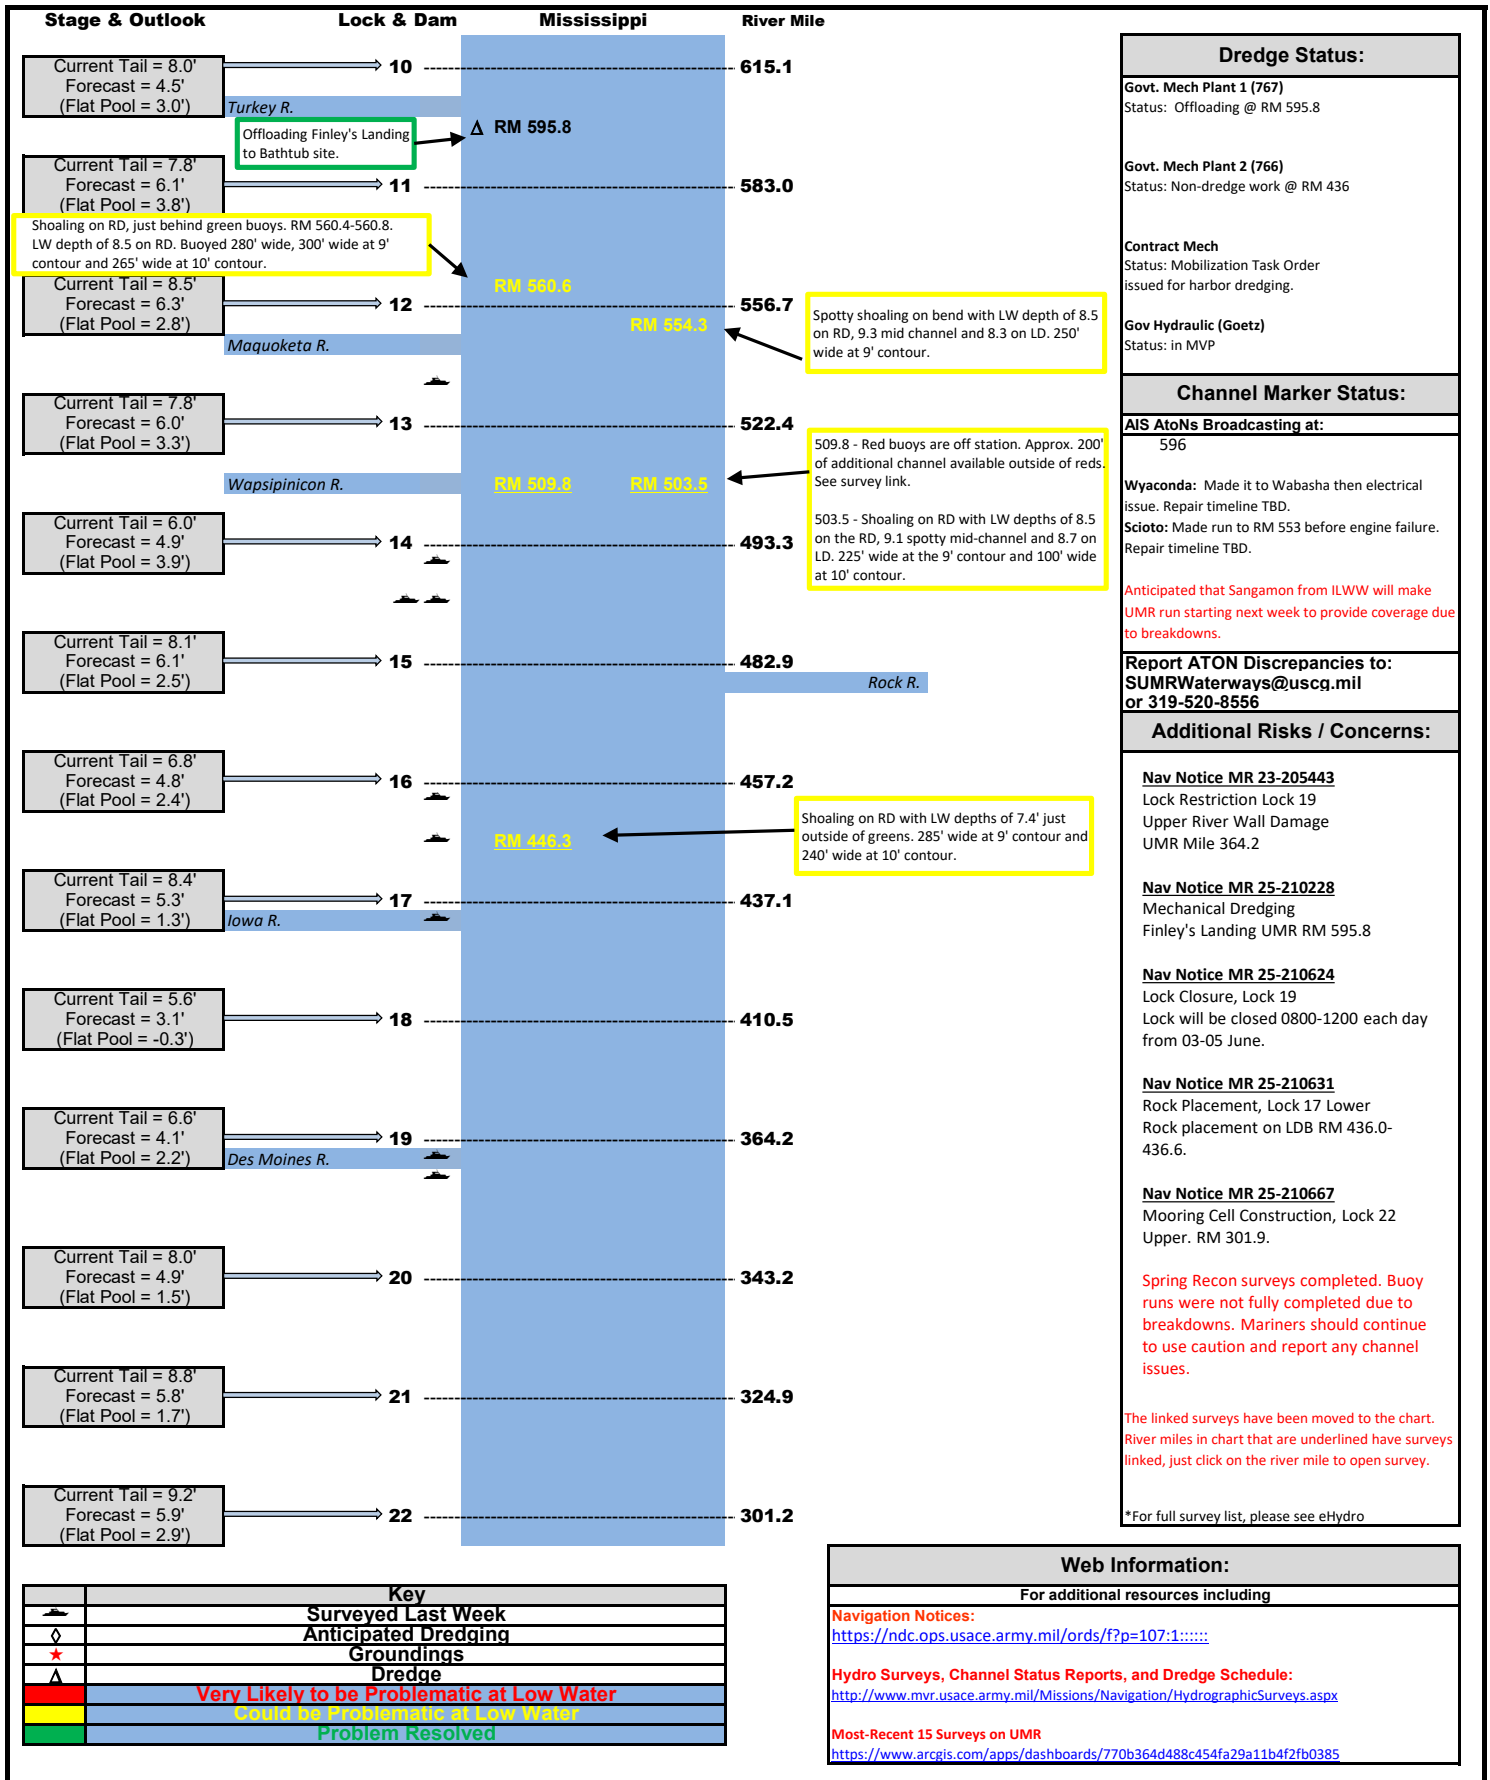 Stage & Outlook
Lock & Dam
Mississippi
River Mile
Current Tail = 8.0'
Forecast = 4.5'
(Flat Pool = 3.0')
10
615.1
Turkey R.
Offloading Finley's Landing
to Bathtub site.
Δ RM 595.8
Current Tail = 7.8'
Forecast = 6.1'
(Flat Pool = 3.8')
11
583.0
Shoaling on RD, just behind green buoys. RM 560.4-560.8.
LW depth of 8.5 on RD. Buoyed 280' wide, 300' wide at 9'
contour and 265' wide at 10' contour.
RM 560.6
Current Tail = 8.5'
Forecast = 6.3'
(Flat Pool = 2.8')
12
556.7
RM 554.3
Spotty shoaling on bend with LW depth of 8.5
on RD, 9.3 mid channel and 8.3 on LD. 250'
wide at 9' contour.
Maquoketa R.
Current Tail = 7.8'
Forecast = 6.0'
(Flat Pool = 3.3')
13
522.4
Wapsipinicon R.
RM 509.8
RM 503.5
509.8 - Red buoys are off station. Approx. 200'
of additional channel available outside of reds.
See survey link.
503.5 - Shoaling on RD with LW depths of 8.5
on the RD, 9.1 spotty mid-channel and 8.7 on
LD. 225' wide at the 9' contour and 100' wide
at 10' contour.
Current Tail = 6.0'
Forecast = 4.9'
(Flat Pool = 3.9')
14
493.3
Current Tail = 8.1'
Forecast = 6.1'
(Flat Pool = 2.5')
15
482.9
Rock R.
Current Tail = 6.8'
Forecast = 4.8'
(Flat Pool = 2.4')
16
457.2
RM 446.3
Shoaling on RD with LW depths of 7.4' just
outside of greens. 285' wide at 9' contour and
240' wide at 10' contour.
Current Tail = 8.4'
Forecast = 5.3'
(Flat Pool = 1.3')
17
437.1
Iowa R.
Current Tail = 5.6'
Forecast = 3.1'
(Flat Pool = -0.3')
18
410.5
Current Tail = 6.6'
Forecast = 4.1'
(Flat Pool = 2.2')
19
364.2
Des Moines R.
Current Tail = 8.0'
Forecast = 4.9'
(Flat Pool = 1.5')
20
343.2
Current Tail = 8.8'
Forecast = 5.8'
(Flat Pool = 1.7')
21
324.9
Current Tail = 9.2'
Forecast = 5.9'
(Flat Pool = 2.9')
22
301.2
Dredge Status:
Govt. Mech Plant 1 (767)
Status: Offloading @ RM 595.8
Govt. Mech Plant 2 (766)
Status: Non-dredge work @ RM 436
Contract Mech
Status: Mobilization Task Order
issued for harbor dredging.
Gov Hydraulic (Goetz)
Status: in MVP
Channel Marker Status:
AIS AtoNs Broadcasting at:
596
Wyaconda: Made it to Wabasha then electrical
issue. Repair timeline TBD.
Scioto: Made run to RM 553 before engine failure.
Repair timeline TBD.
Anticipated that Sangamon from ILWW will make
UMR run starting next week to provide coverage due
to breakdowns.
Report ATON Discrepancies to:
SUMRWaterways@uscg.mil
or 319-520-8556
Additional Risks / Concerns:
Nav Notice MR 23-205443
Lock Restriction Lock 19
Upper River Wall Damage
UMR Mile 364.2
Nav Notice MR 25-210228
Mechanical Dredging
Finley's Landing UMR RM 595.8
Nav Notice MR 25-210624
Lock Closure, Lock 19
Lock will be closed 0800-1200 each day
from 03-05 June.
Nav Notice MR 25-210631
Rock Placement, Lock 17 Lower
Rock placement on LDB RM 436.0-
436.6.
Nav Notice MR 25-210667
Mooring Cell Construction, Lock 22
Upper. RM 301.9.
Spring Recon surveys completed. Buoy
runs were not fully completed due to
breakdowns. Mariners should continue
to use caution and report any channel
issues.
The linked surveys have been moved to the chart.
River miles in chart that are underlined have surveys
linked, just click on the river mile to open survey.
*For full survey list, please see eHydro
Key
Surveyed Last Week
◊ Anticipated Dredging
★ Groundings
Δ Dredge
Very Likely to be Problematic at Low Water
Could be Problematic at Low Water
Problem Resolved
Web Information:
For additional resources including
Navigation Notices:
https://ndc.ops.usace.army.mil/ords/f?p=107:1::::::
Hydro Surveys, Channel Status Reports, and Dredge Schedule:
http://www.mvr.usace.army.mil/Missions/Navigation/HydrographicSurveys.aspx
Most-Recent 15 Surveys on UMR
https://www.arcgis.com/apps/dashboards/770b364d488c454fa29a11b4f2fb0385